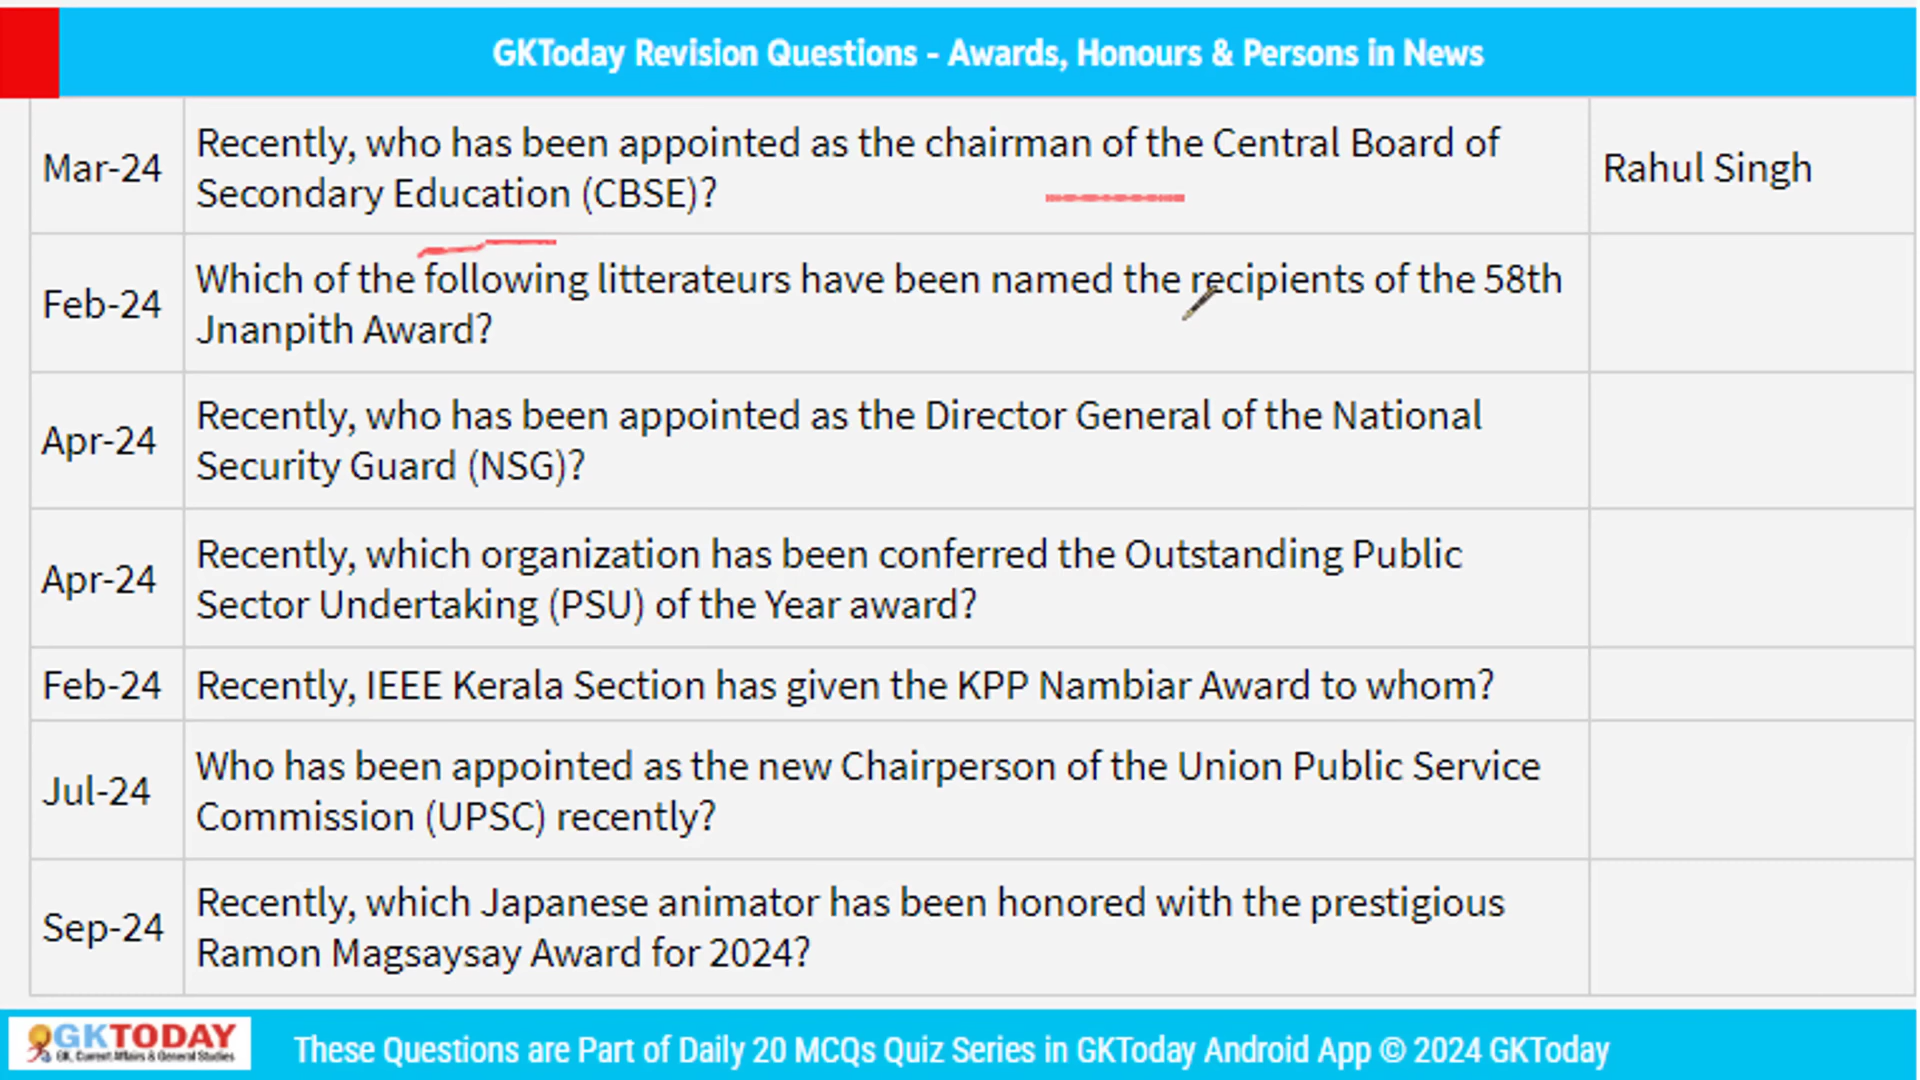 GKToday Revision Questions - Awards, Honours & Persons in News
Mar-24
Recently, who has been appointed as the chairman of the Central Board of
Secondary Education (CBSE)?
Rahul Singh
Feb-24
Which of the following litterateurs have been named the recipients of the 58th
Jnanpith Award?
Apr-24
Recently, who has been appointed as the Director General of the National
Security Guard (NSG)?
Apr-24
Recently, which organization has been conferred the Outstanding Public
Sector Undertaking (PSU) of the Year award?
Feb-24
Recently, IEEE Kerala Section has given the KPP Nambiar Award to whom?
Jul-24
Who has been appointed as the new Chairperson of the Union Public Service
Commission (UPSC) recently?
Sep-24
Recently, which Japanese animator has been honored with the prestigious
Ramon Magsaysay Award for 2024?
GKTODAY
GK, Current Affairs & General Studies
These Questions are Part of Daily 20 MCQs Quiz Series in GKToday Android App © 2024 GKToday